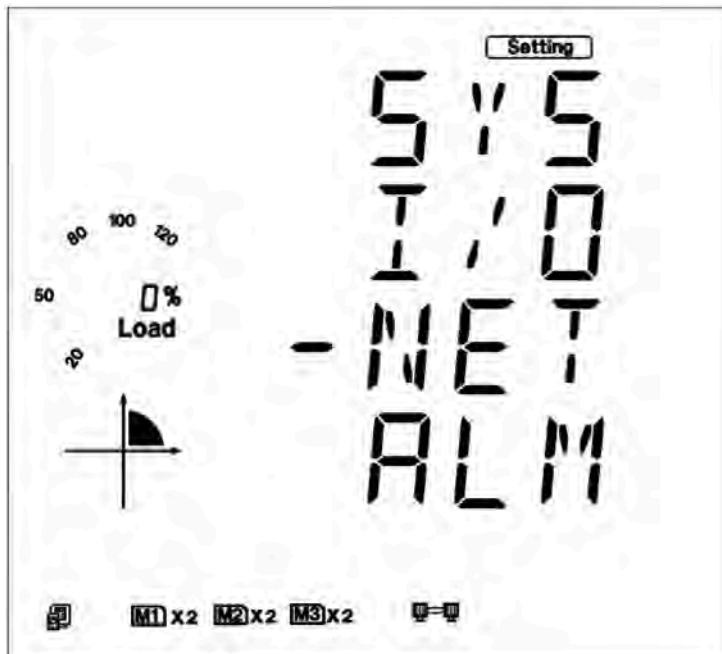 Setting
SYS
I/O
-NET
ALM
80 100 120
50
20
0%
Load
M1 X2 M2 X2 M3 X2